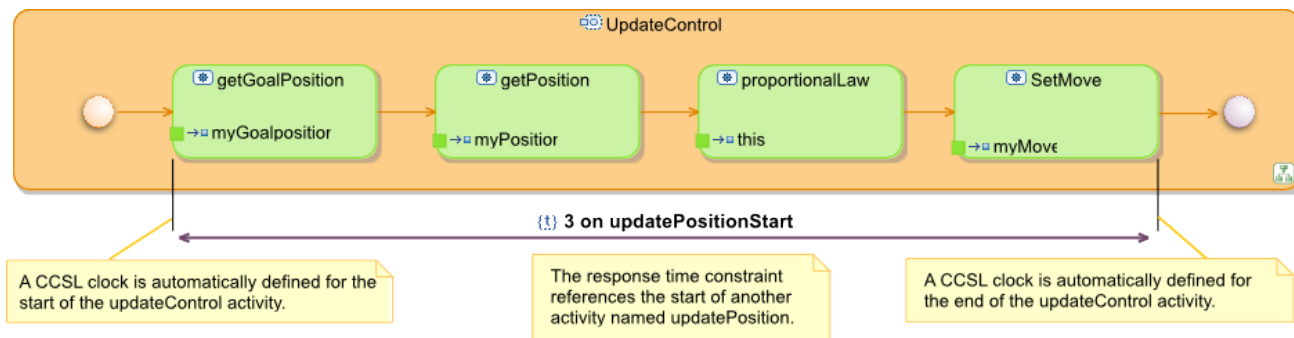 UpdateControl
getGoalPosition
getPosition
proportionalLaw
SetMove
myGoalpositior
myPositior
this
myMove
{t} 3 on updatePositionStart
A CCSL clock is automatically defined for the
start of the updateControl activity.
The response time constraint
references the start of another
activity named updatePosition.
A CCSL clock is automatically defined for
the end of the updateControl activity.